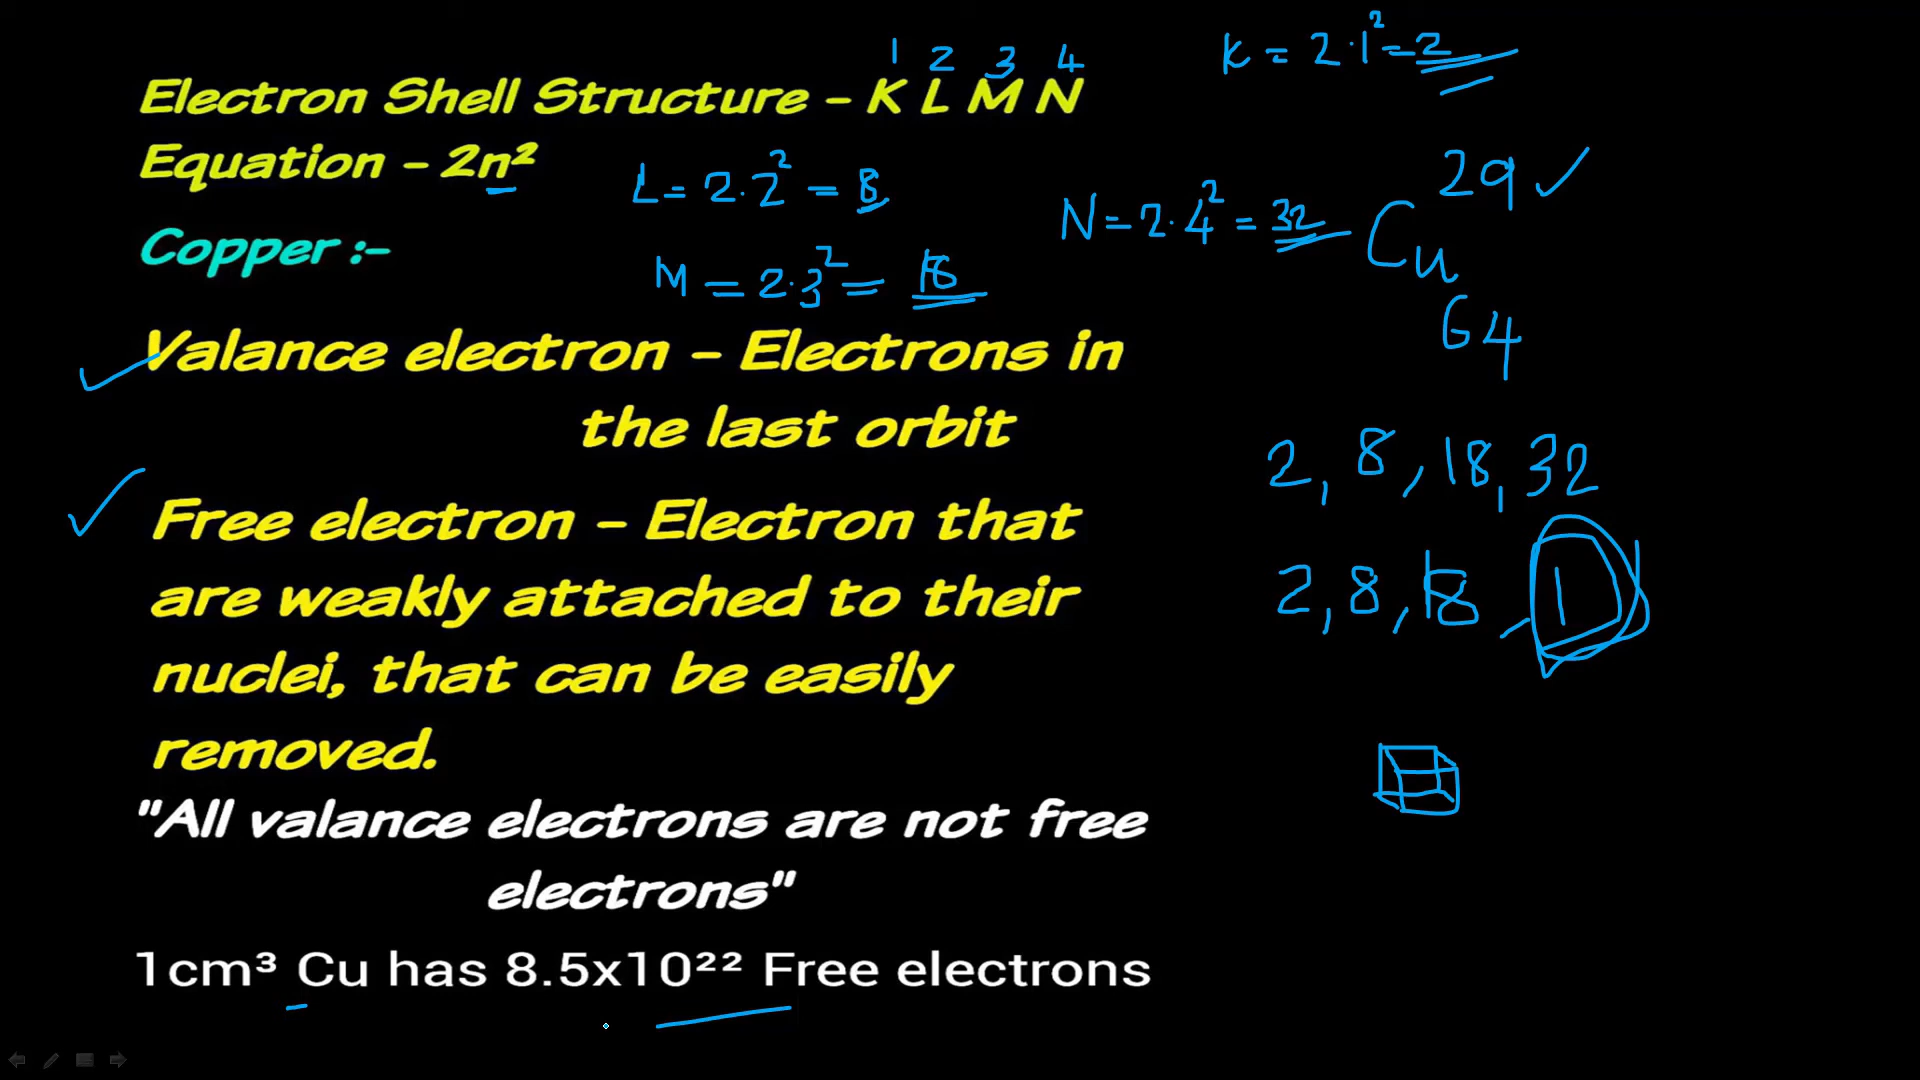 1 2 3 4
K = 2·1² = 2
Electron Shell Structure - K L M N
Equation - 2n²
L = 2·2² = 8
29
N = 2·4² = 32
Cu
Copper :-
M = 2·3² = 18
64
Valance electron - Electrons in
the last orbit
2, 8, 18, 32
Free electron - Electron that
are weakly attached to their
2, 8, 18, 1
nuclei, that can be easily
removed.
"All valance electrons are not free
electrons"
1cm³ Cu has 8.5x10²² Free electrons